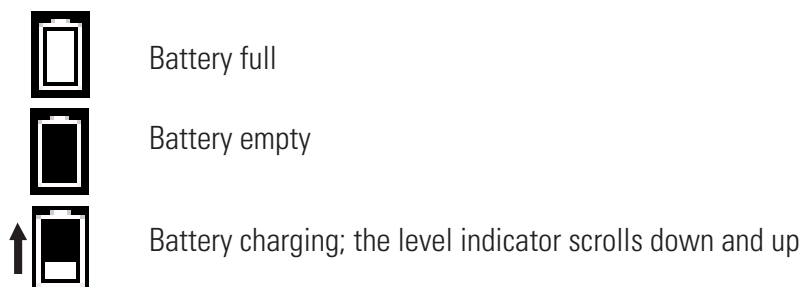 Battery full
Battery empty
Battery charging; the level indicator scrolls down and up